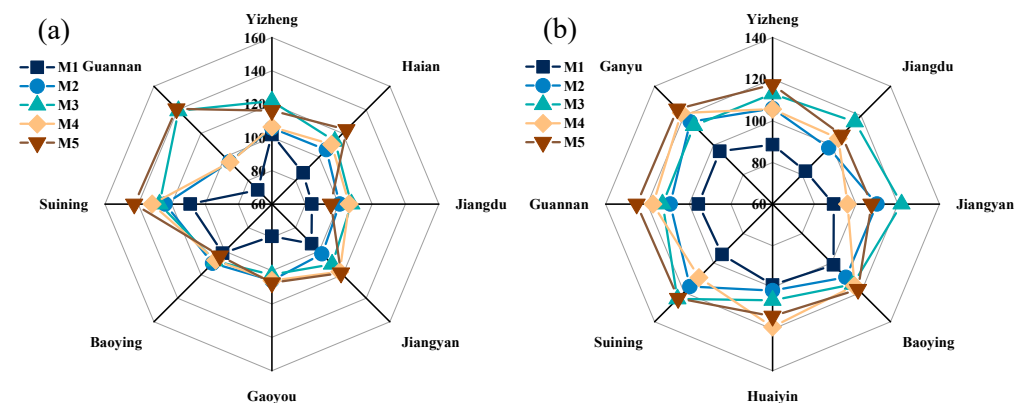 (a)
M1
M2
M3
M4
M5
160
140
120
100
80
60
Yizheng
Haian
Jiangdu
Jiangyan
Gaoyou
Baoying
Suining
Guannan
(b)
M1
M2
M3
M4
M5
140
120
100
80
60
Yizheng
Jiangdu
Jiangyan
Baoying
Huaiyin
Suining
Guannan
Ganyu